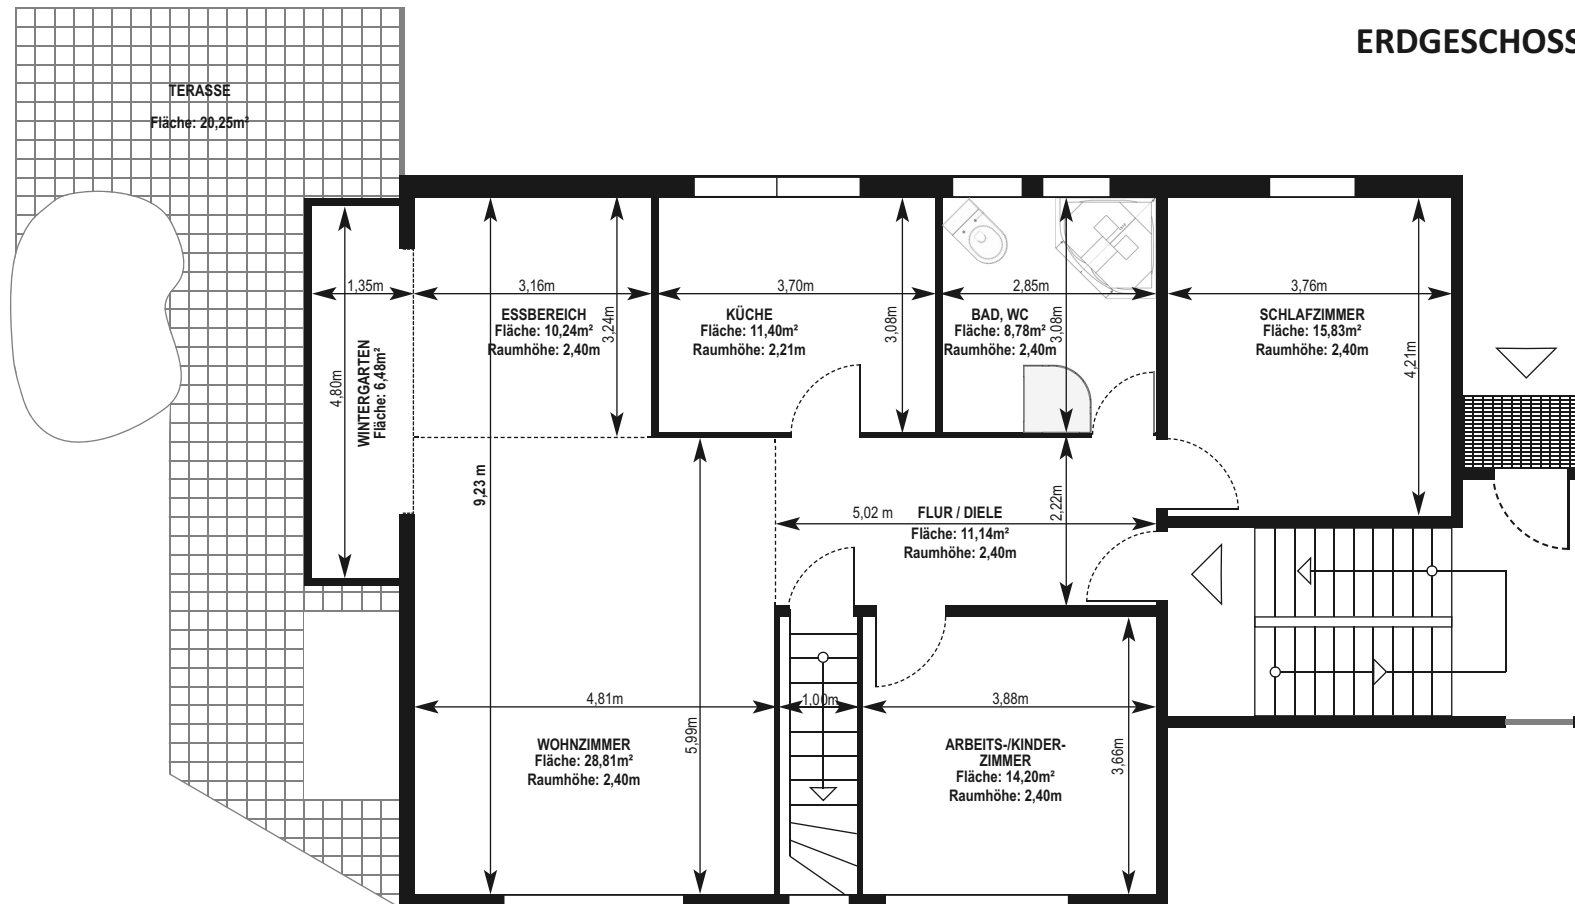 ERDGESCHOSS
TERASSE
Fläche: 20,25m²
1,35m
4,80m
WINTERGARTEN
Fläche: 6,48m²
3,16m
3,24m
ESSBEREICH
Fläche: 10,24m²
Raumhöhe: 2,40m
3,70m
3,08m
KÜCHE
Fläche: 11,40m²
Raumhöhe: 2,21m
2,85m
3,08m
BAD, WC
Fläche: 8,78m²
Raumhöhe: 2,40m
3,76m
4,21m
SCHLAFZIMMER
Fläche: 15,83m²
Raumhöhe: 2,40m
9,23 m
5,02 m
2,22m
FLUR / DIELE
Fläche: 11,14m²
Raumhöhe: 2,40m
4,81m
5,99m
WOHNZIMMER
Fläche: 28,81m²
Raumhöhe: 2,40m
1,00m
3,88m
3,66m
ARBEITS-/KINDER-
ZIMMER
Fläche: 14,20m²
Raumhöhe: 2,40m